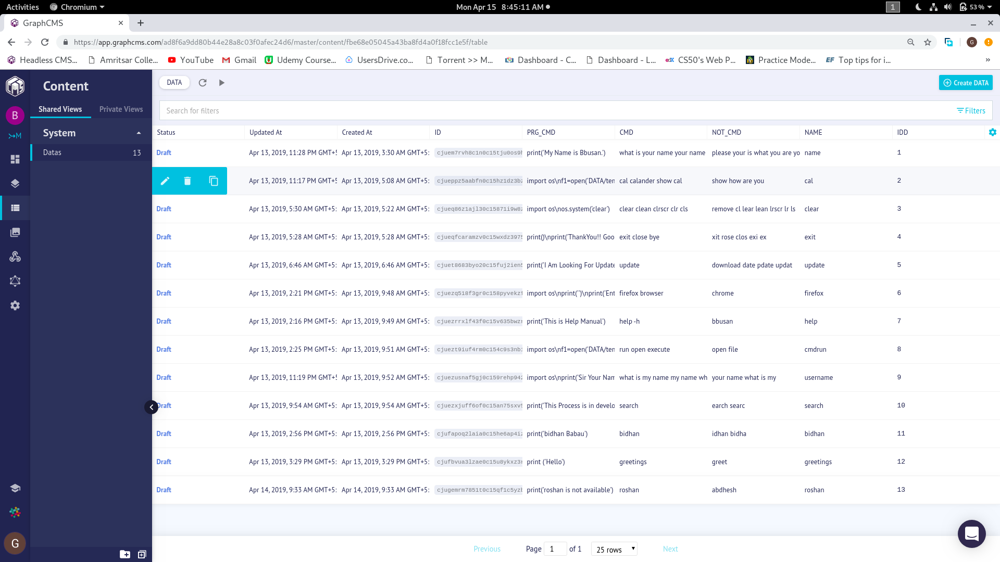 Activities Chromium Mon Apr 15 8:45:11 AM 1 53 %
GraphCMS
https://app.graphcms.com/ad8f6a9dd80b44e28a8c03f0afec24d6/master/content/fbe68e05045a43ba8fd4a0f18fcc1e5f/table G
Headless CMS... Amritsar Colle... YouTube Gmail Udemy Course... UsersDrive.co... Torrent >> M... Dashboard - C... Dashboard - L... CS50's Web P... Practice Mode... EF Top tips for i... »
Content
DATA Create DATA
Shared Views Private Views
B
Search for filters Filters
M
System
Datas 13
Status Updated At Created At ID PRG_CMD CMD NOT_CMD NAME IDD
Draft Apr 13, 2019, 11:28 PM GMT+5 Apr 13, 2019, 3:30 AM GMT+5: cjuem7rvh8c1n0c15tju0os9h print('My Name is Bbusan.') what is your name your name please your is what you are yo name 1
Apr 13, 2019, 11:17 PM GMT+5 Apr 13, 2019, 5:08 AM GMT+5: cjueppz5aabfn0c15hz1dz3bz import os\nf1=open('DATA/ten cal calander show cal show how are you cal 2
Draft Apr 13, 2019, 5:30 AM GMT+5: Apr 13, 2019, 5:22 AM GMT+5: cjueq86z1ajl30c15871i9w8z import os\nos.system('clear') clear clean clrscr clr cls remove cl lear lean lrscr lr ls clear 3
Draft Apr 13, 2019, 5:28 AM GMT+5: Apr 13, 2019, 5:28 AM GMT+5: cjueqfcaramzv0c15wxdz3975 print()\nprint('ThankYou!! Goo exit close bye xit rose clos exi ex exit 4
Draft Apr 13, 2019, 6:46 AM GMT+5: Apr 13, 2019, 6:46 AM GMT+5: cjuet8683byo20c15fuj2ien5 print('I Am Looking For Update update download date pdate updat update 5
Draft Apr 13, 2019, 2:21 PM GMT+5: Apr 13, 2019, 9:48 AM GMT+5: cjuezq518f3gr0c158pyvekzf import os\nprint('')\nprint('Ent firefox browser chrome firefox 6
Draft Apr 13, 2019, 2:16 PM GMT+5: Apr 13, 2019, 9:49 AM GMT+5: cjuezrrxlf43f0c15v635bwzr print('This is Help Manual') help -h bbusan help 7
Draft Apr 13, 2019, 2:25 PM GMT+5: Apr 13, 2019, 9:51 AM GMT+5: cjuezt9iuf4rm0c154c9s3nbi import os\nf1=open('DATA/ten run open execute open file cmdrun 8
Draft Apr 13, 2019, 11:19 PM GMT+5 Apr 13, 2019, 9:52 AM GMT+5: cjuezusnaf5gj0c159rehp942 import os\nprint('Sir Your Nam what is my name my name wh your name what is my username 9
Draft Apr 13, 2019, 9:54 AM GMT+5: Apr 13, 2019, 9:54 AM GMT+5: cjuezxjuff6of0c15an75sxv5 print('This Process is in develo search earch searc search 10
Draft Apr 13, 2019, 2:56 PM GMT+5: Apr 13, 2019, 2:56 PM GMT+5: cjufapoq2laia0c15he6ap4iz print('bidhan Babau') bidhan idhan bidha bidhan 11
Draft Apr 13, 2019, 3:29 PM GMT+5: Apr 13, 2019, 3:29 PM GMT+5: cjufbvua3lzae0c15u8ykxz3r print ('Hello') greetings greet greetings 12
Draft Apr 14, 2019, 9:33 AM GMT+5: Apr 14, 2019, 9:33 AM GMT+5: cjugemrm7851t0c15qf1c5yzb print('roshan is not available') roshan abdhesh roshan 13
G
Previous Page 1 of 1 25 rows Next